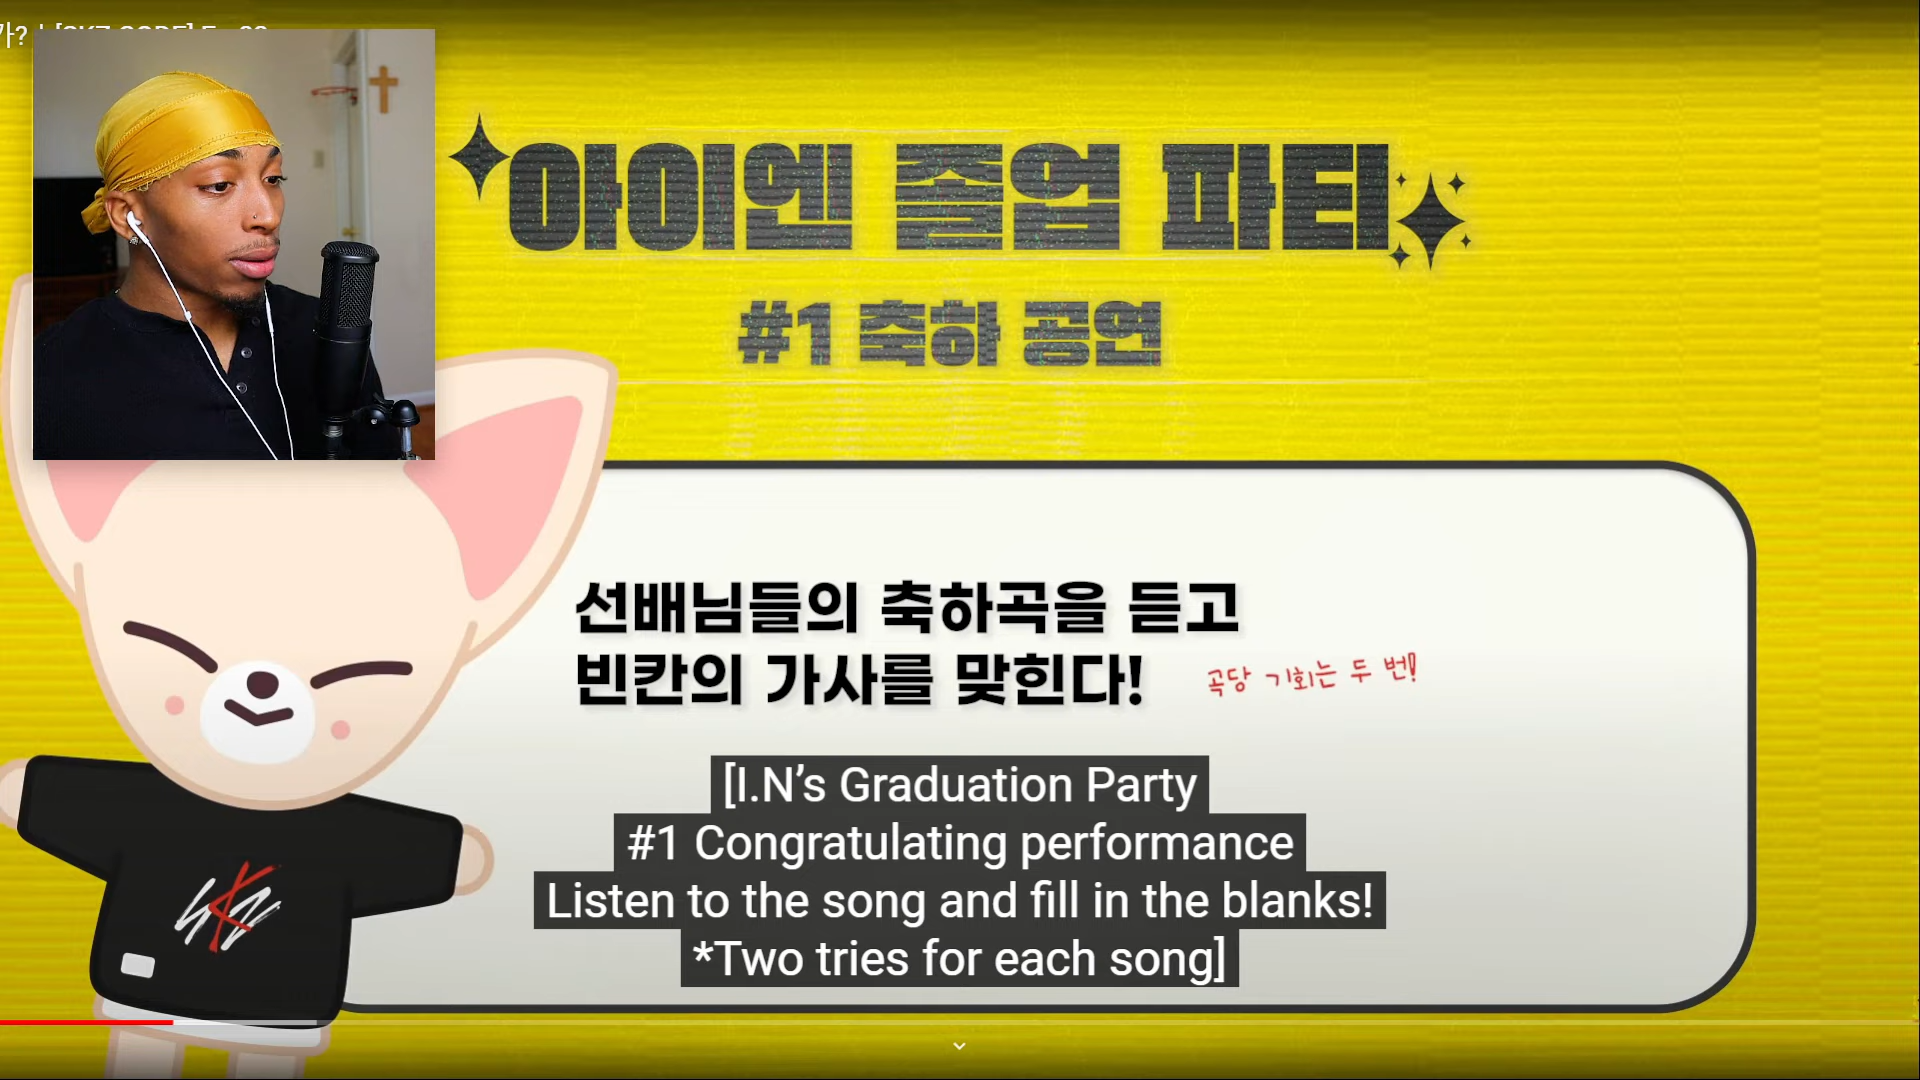 아이엔 졸업 파티
#1 축하 공연
선배님들의 축하곡을 듣고
빈칸의 가사를 맞힌다!
곡당 기회는 두 번!
[I.N’s Graduation Party
#1 Congratulating performance
Listen to the song and fill in the blanks!
*Two tries for each song]
SKZ